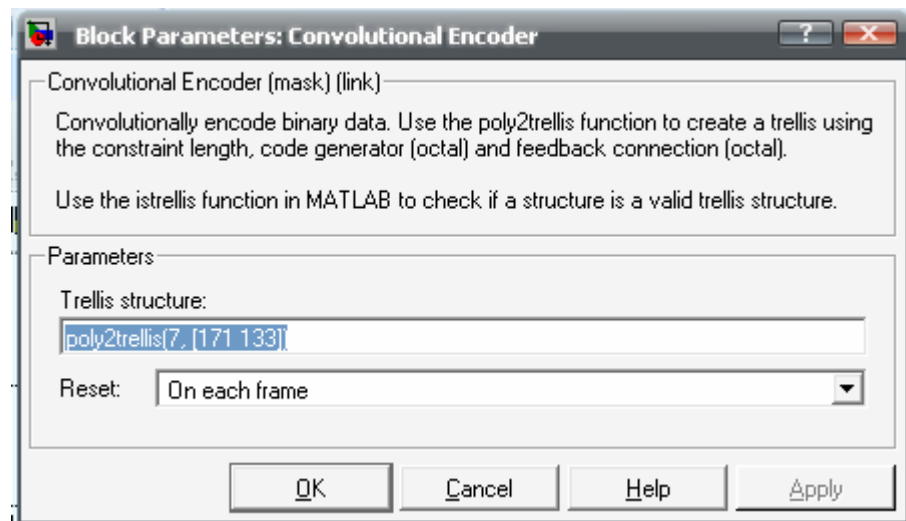 Block Parameters: Convolutional Encoder
Convolutional Encoder (mask) (link)
Convolutionally encode binary data. Use the poly2trellis function to create a trellis using
the constraint length, code generator (octal) and feedback connection (octal).
Use the istrellis function in MATLAB to check if a structure is a valid trellis structure.
Parameters
Trellis structure:
poly2trellis(7, [171 133])
Reset: On each frame
OK Cancel Help Apply